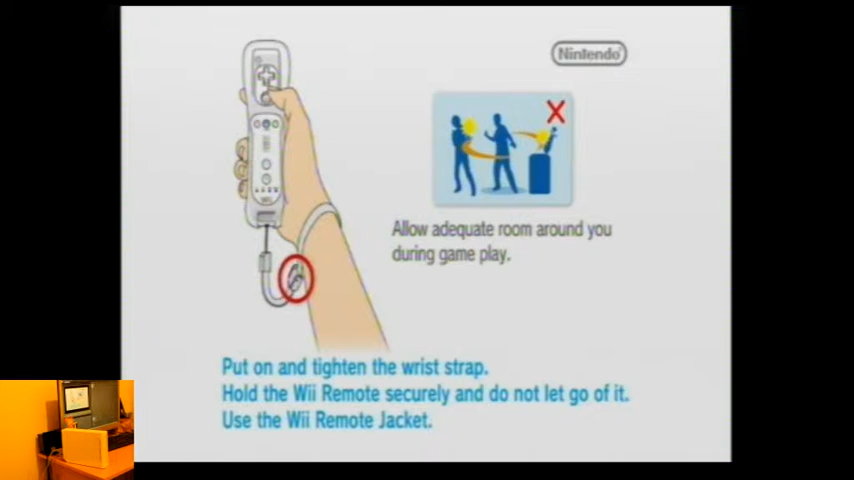 Nintendo
Allow adequate room around you
during game play.
Put on and tighten the wrist strap.
Hold the Wii Remote securely and do not let go of it.
Use the Wii Remote Jacket.